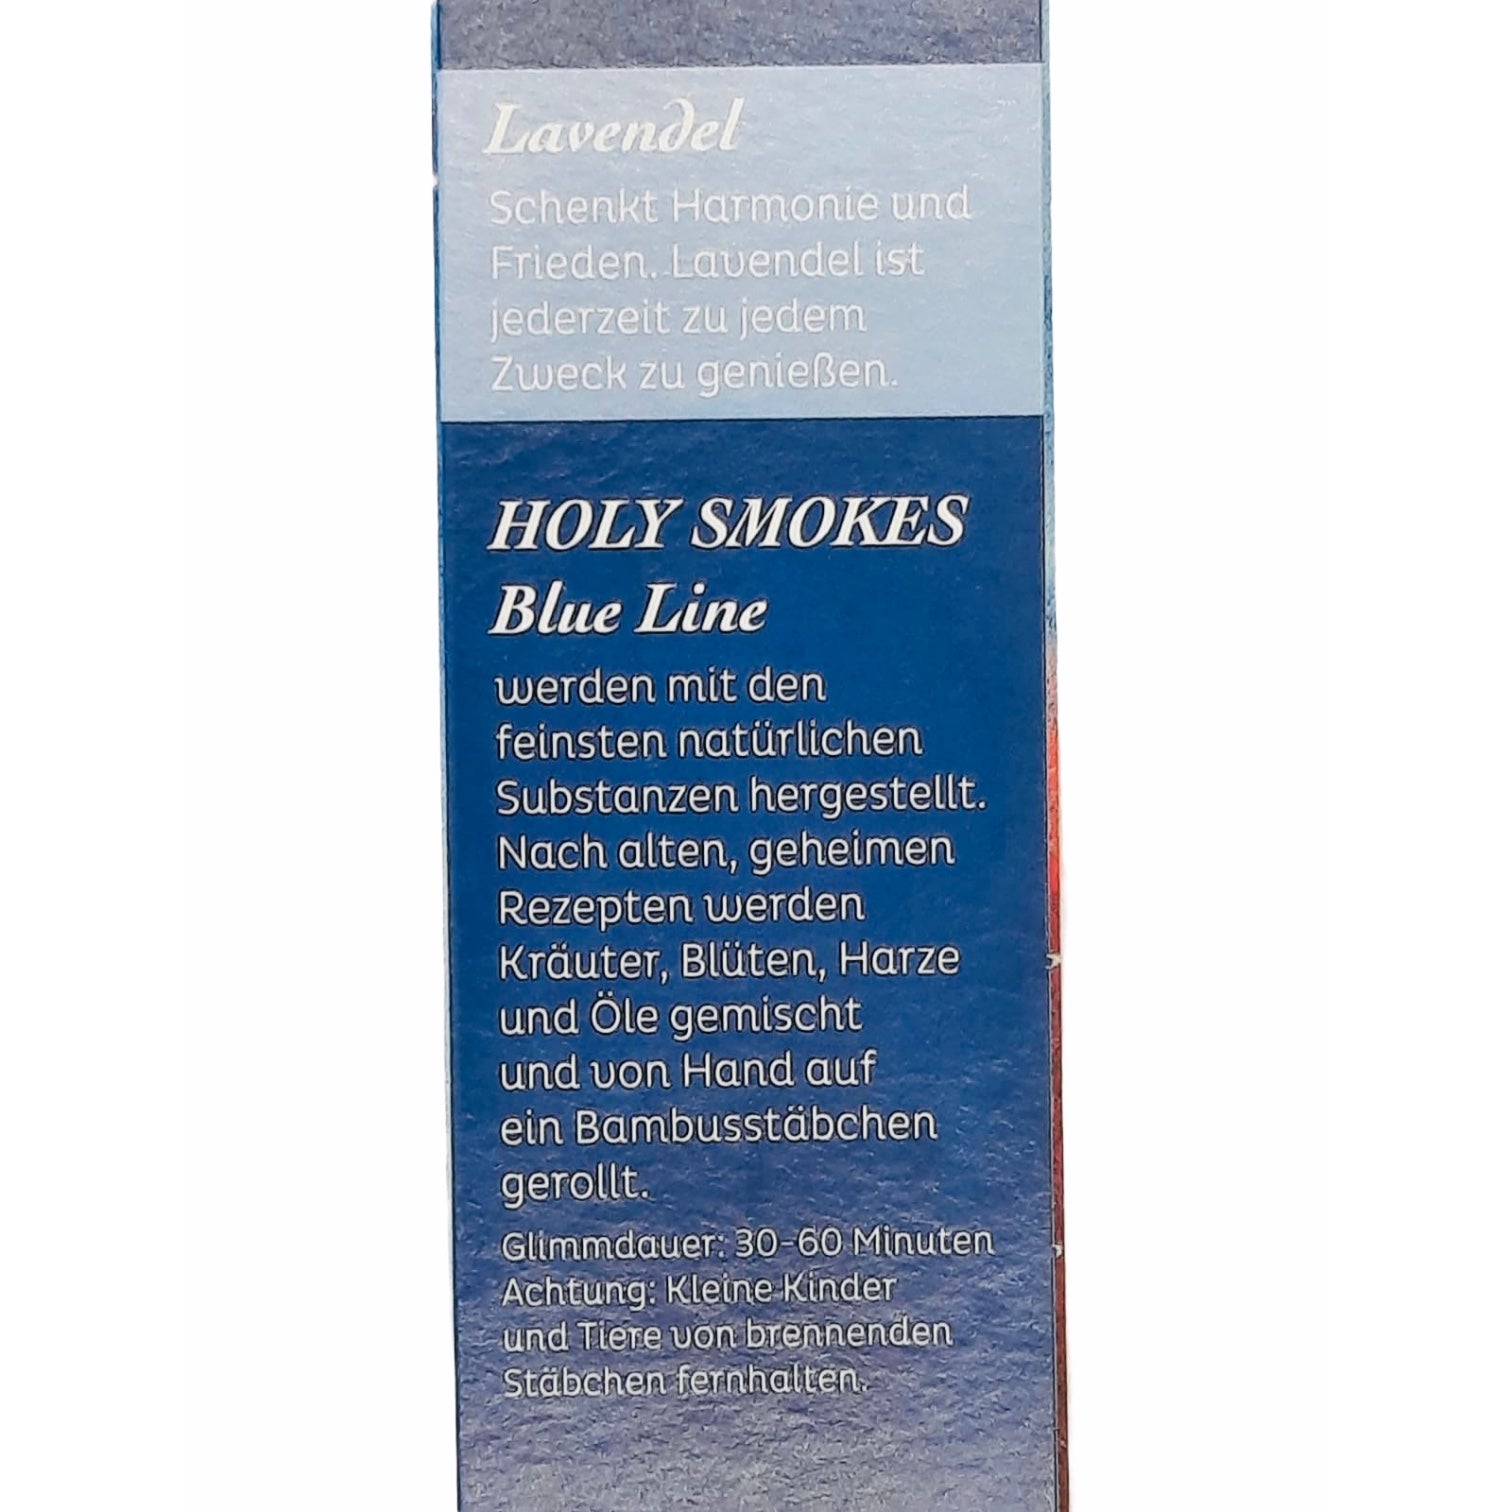 Lavendel
Schenkt Harmonie und
Frieden. Lavendel ist
jederzeit zu jedem
Zweck zu genießen.
HOLY SMOKES
Blue Line
werden mit den
feinsten natürlichen
Substanzen hergestellt.
Nach alten, geheimen
Rezepten werden
Kräuter, Blüten, Harze
und Öle gemischt
und von Hand auf
ein Bambusstäbchen
gerollt.
Glimmdauer: 30-60 Minuten
Achtung: Kleine Kinder
und Tiere von brennenden
Stäbchen fernhalten.